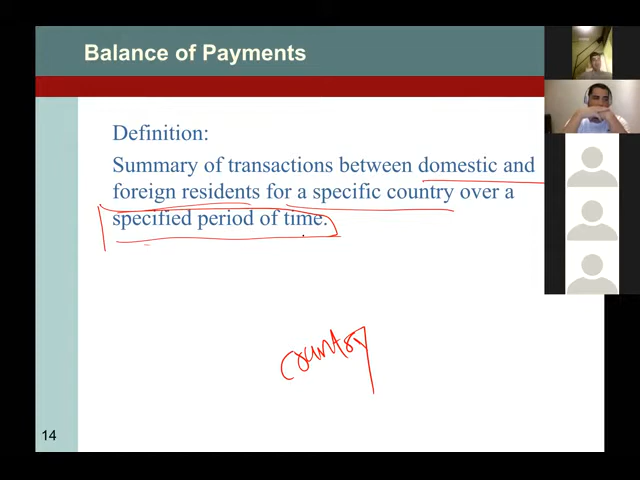 Balance of Payments
Definition:
Summary of transactions between domestic and
foreign residents for a specific country over a
specified period of time.
country
14